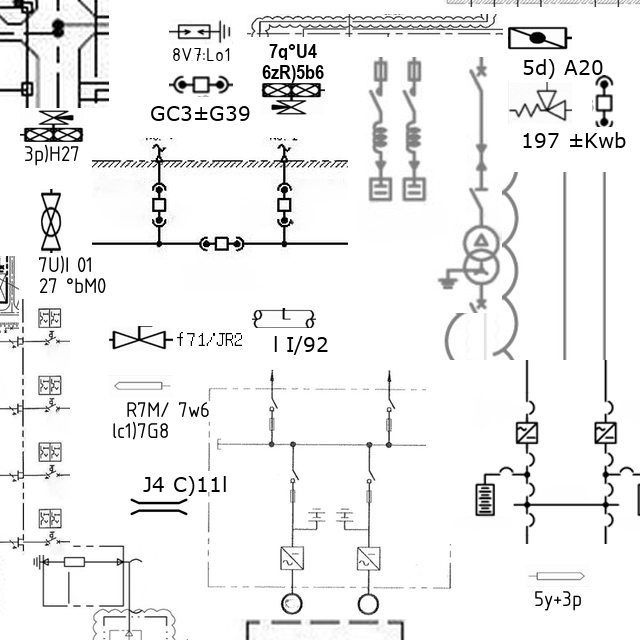 8V7:Lo1
7q°U4
6zR)5b6
5d) A20
GC3±G39
197 ±Kwb
3p)H27
7U)I 01
27 °bM0
f71/JR2
l I/92
R7M/ 7w6
lc1)7G8
J4 C)11l
5y+3p